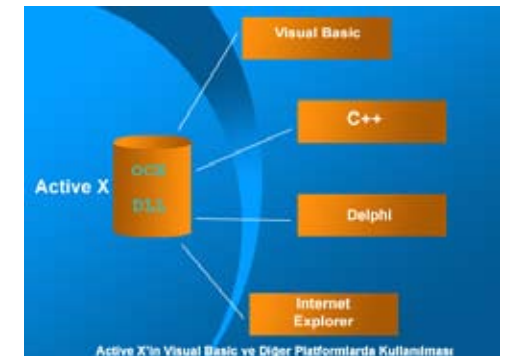 Visual Basic
C++
Active X
OCX
DLL
Delphi
Internet
Explorer
Active X'in Visual Basic ve Diğer Platformlarda Kullanılması